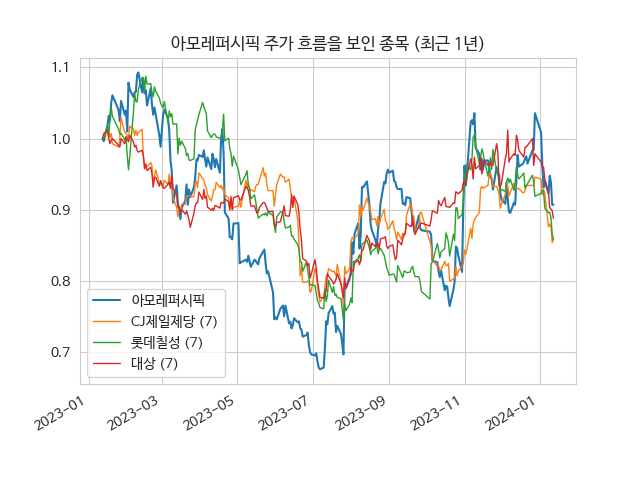 아모레퍼시픽 주가 흐름을 보인 종목 (최근 1년)
1.1
1.0
0.9
0.8
0.7
아모레퍼시픽
CJ제일제당 (7)
롯데칠성 (7)
대상 (7)
2023-01
2023-03
2023-05
2023-07
2023-09
2023-11
2024-01